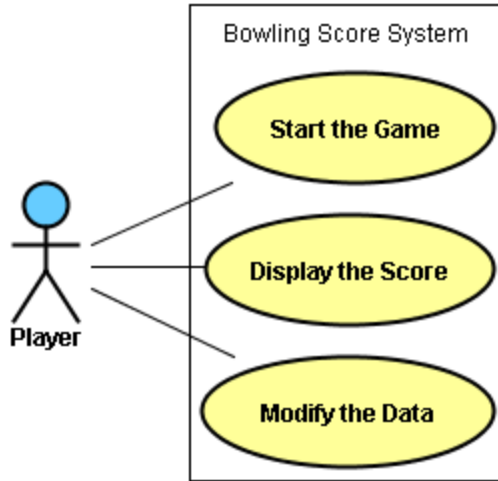 Bowling Score System
Start the Game
Display the Score
Player
Modify the Data